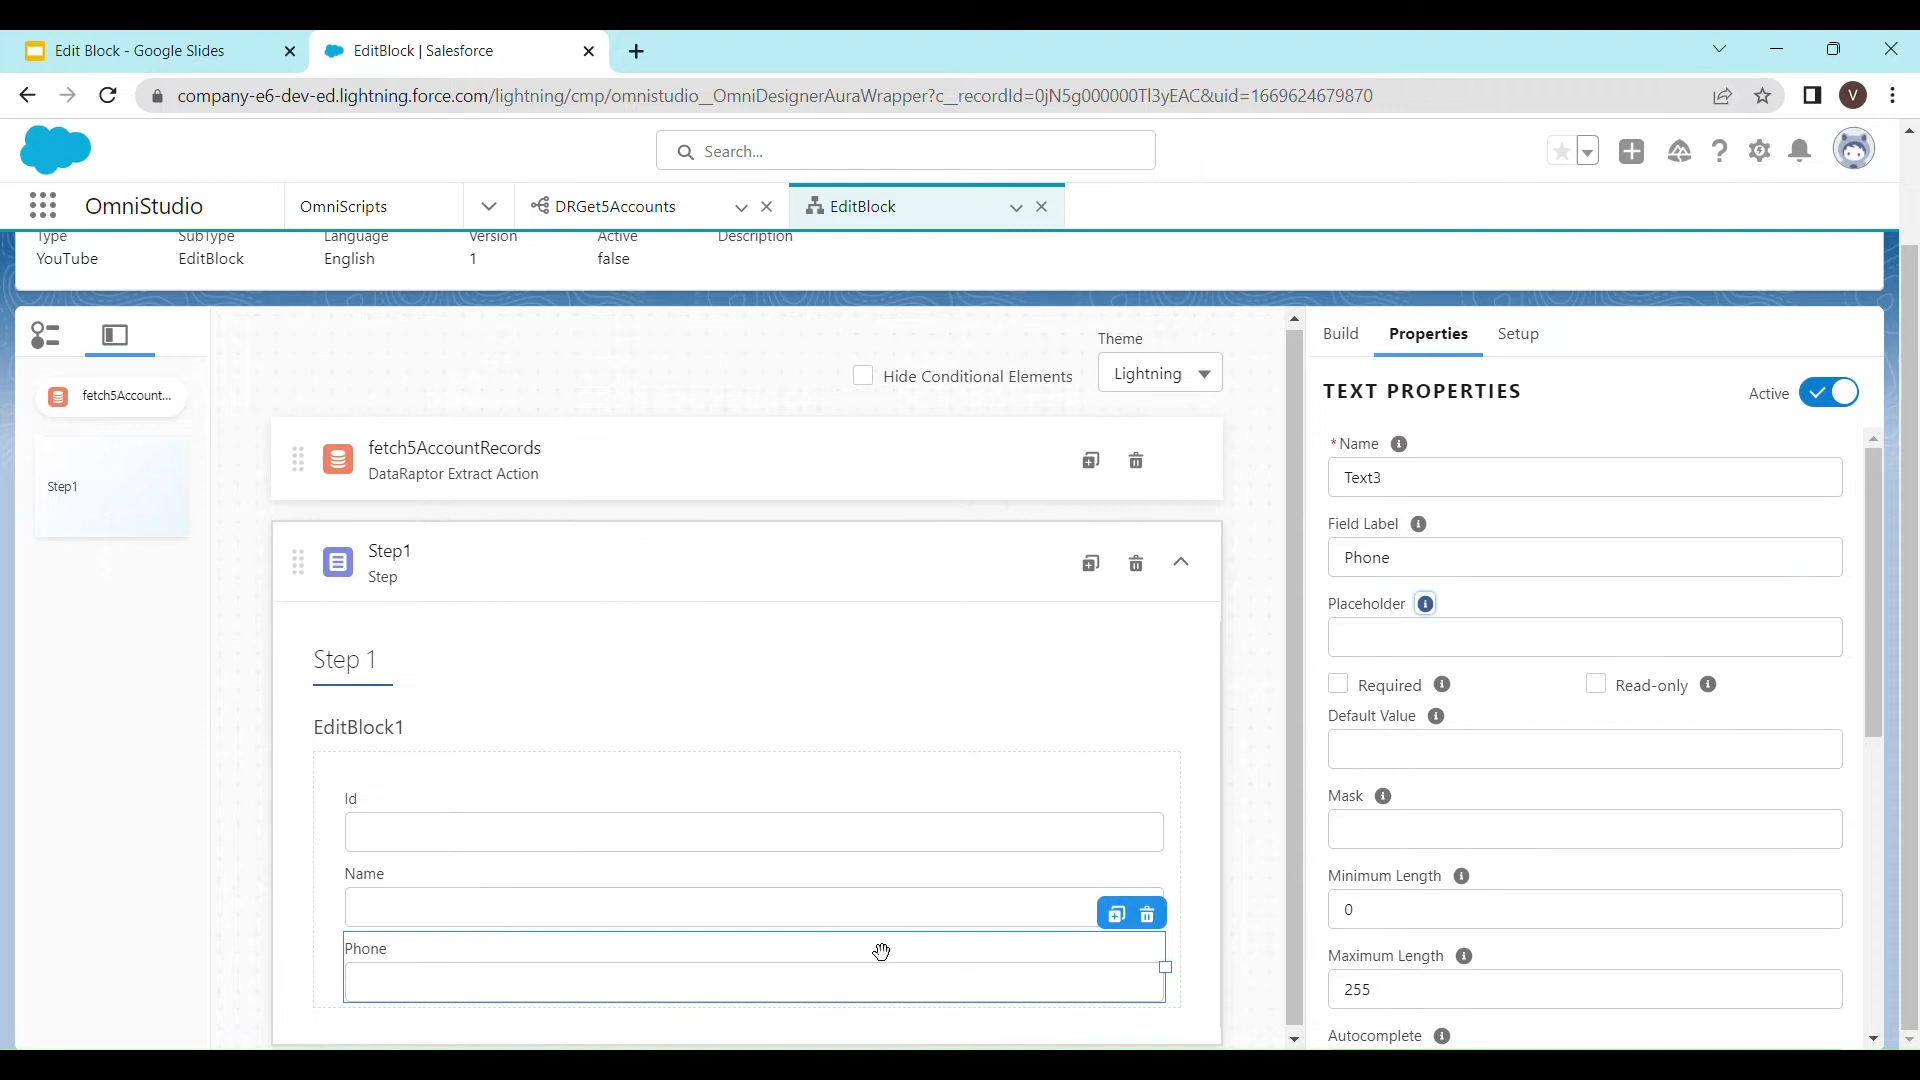 Edit Block - Google Slides
EditBlock | Salesforce
company-e6-dev-ed.lightning.force.com/lightning/cmp/omnistudio__OmniDesignerAuraWrapper?c__recordId=0jN5g000000Tl3yEAC&uid=1669624679870
V
Search...
OmniStudio
OmniScripts
DRGet5Accounts
EditBlock
Type SubType Language Version Active Description
YouTube EditBlock English 1 false
fetch5Account...
Step1
Theme
Hide Conditional Elements
Lightning
fetch5AccountRecords
DataRaptor Extract Action
Step1
Step
Step 1
EditBlock1
Id
Name
Phone
Build Properties Setup
TEXT PROPERTIES
Active
* Name
Text3
Field Label
Phone
Placeholder
Required
Read-only
Default Value
Mask
Minimum Length
0
Maximum Length
255
Autocomplete